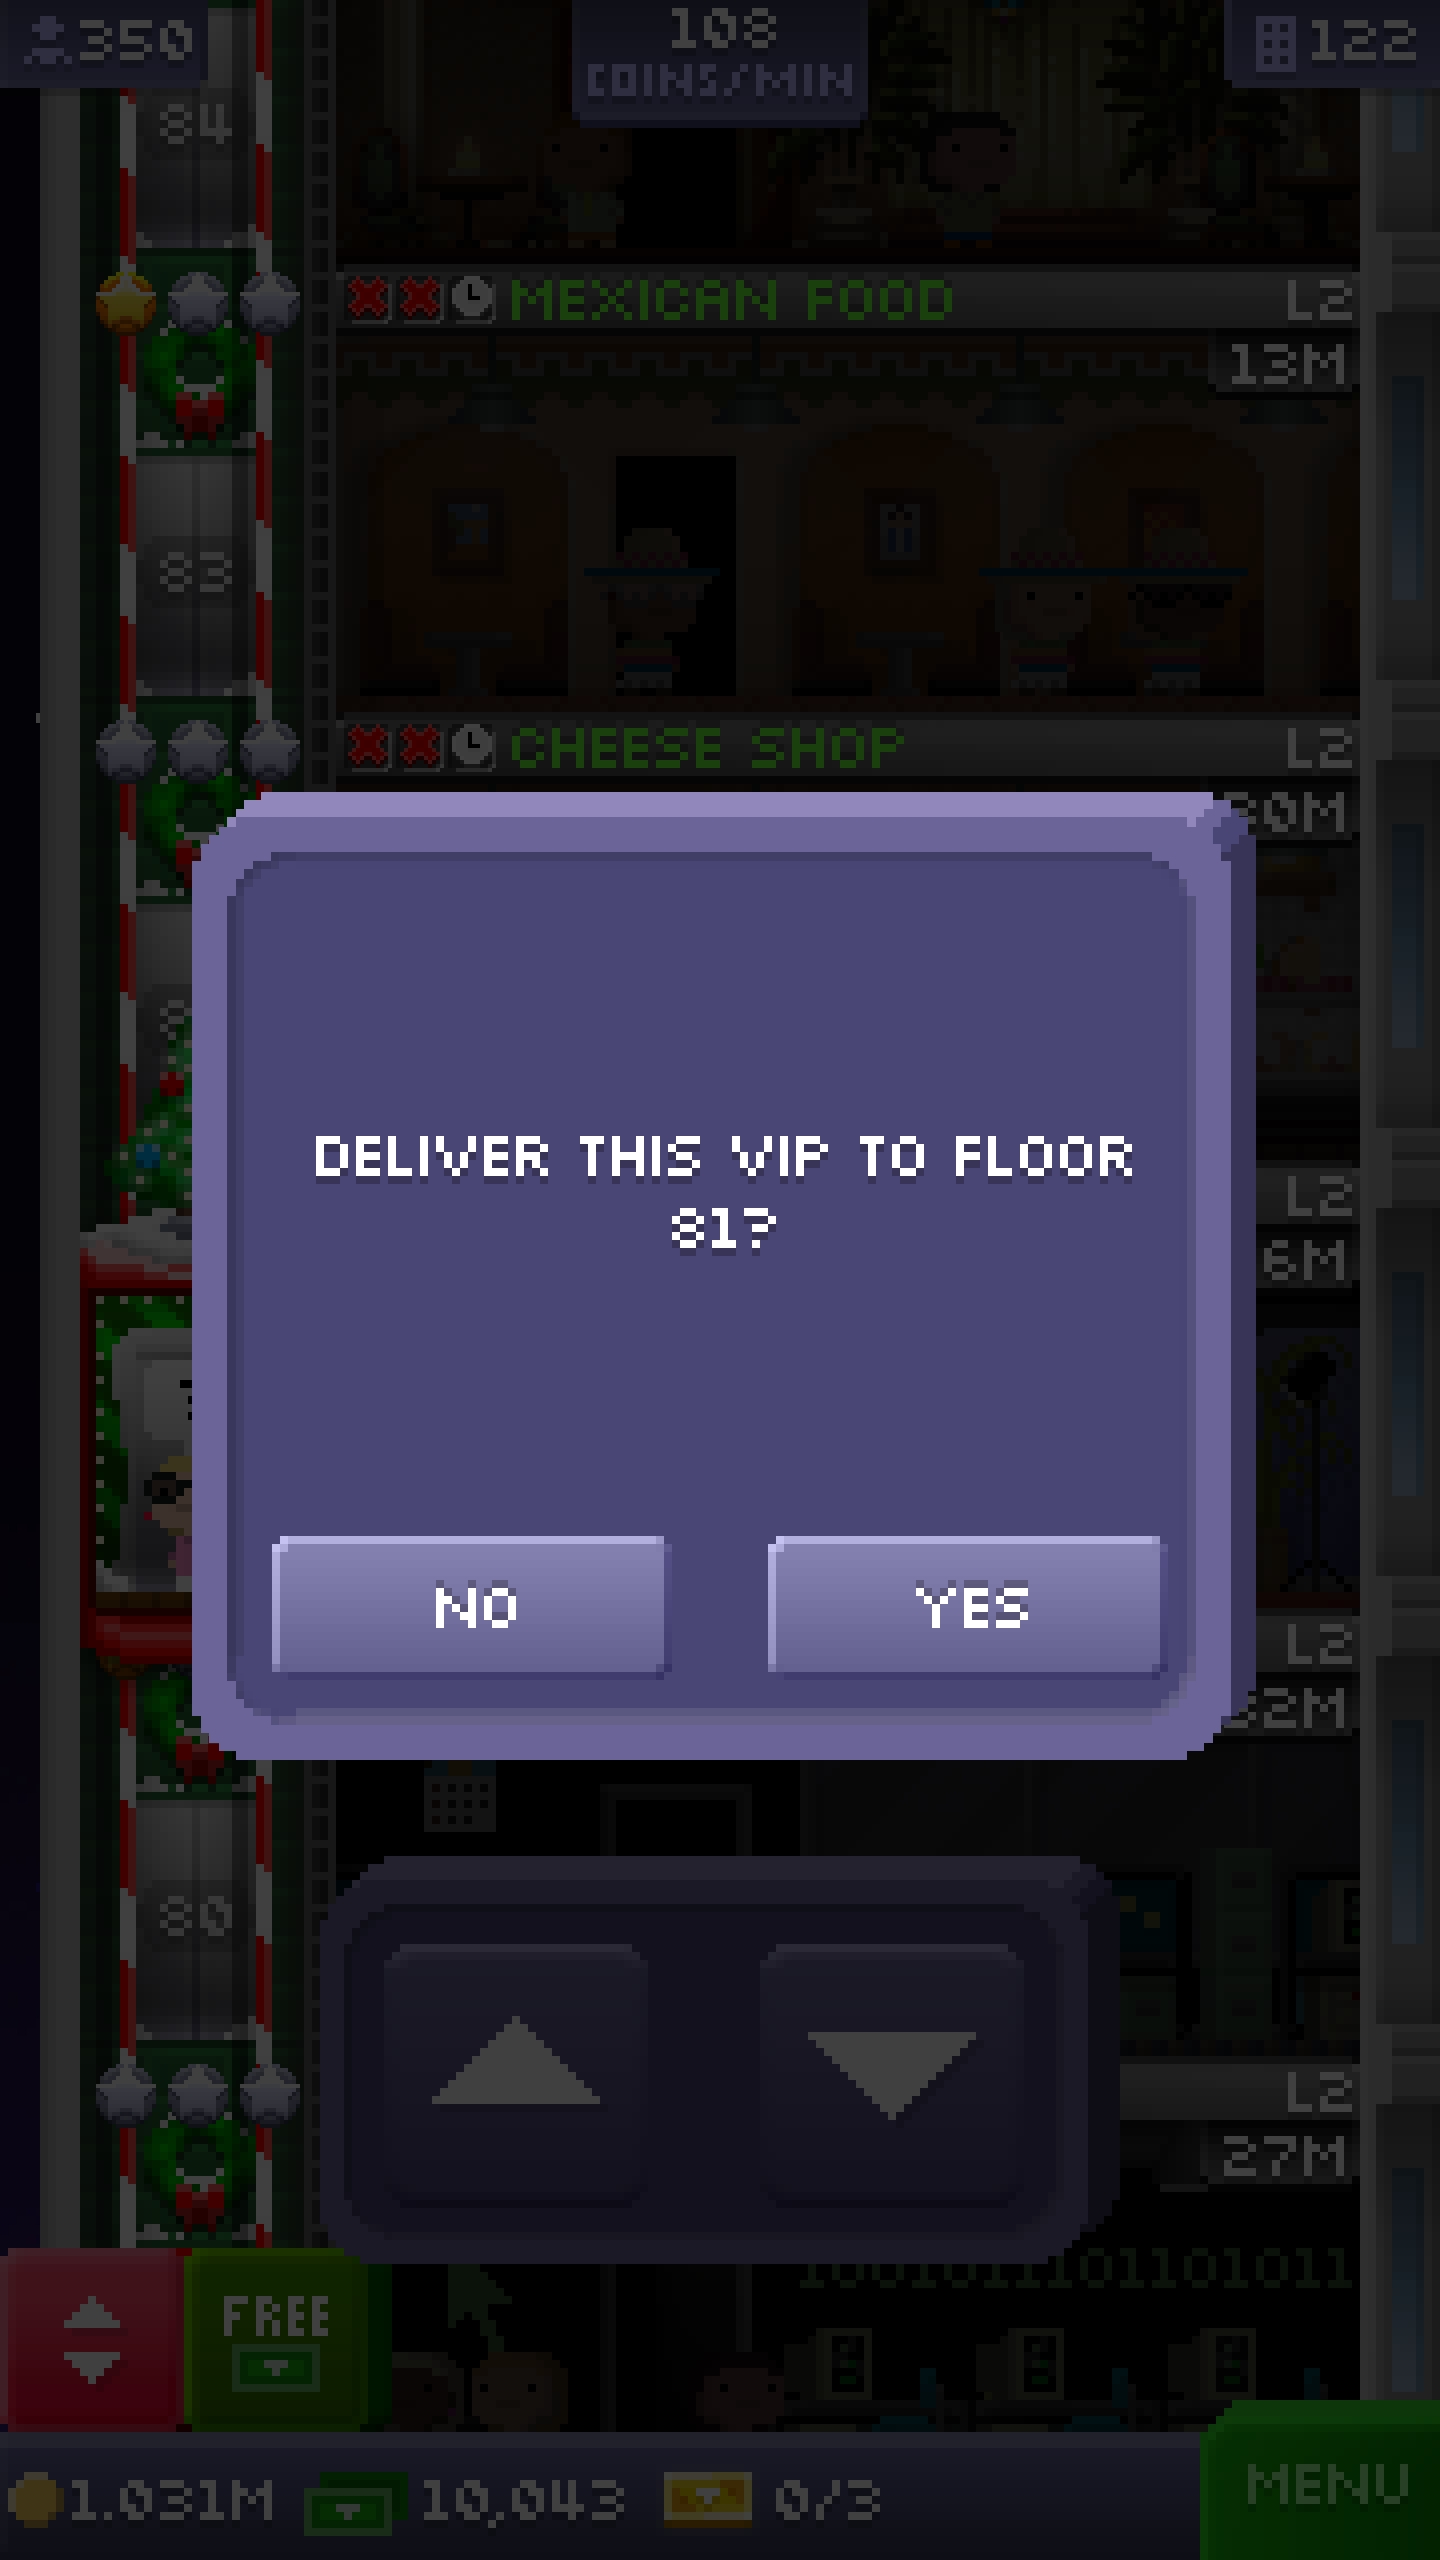 350
108
COINS/MIN
122
84
MEXICAN FOOD
L2
13M
83
CHEESE SHOP
L2
30M
DELIVER THIS VIP TO FLOOR
81?
NO
YES
L2
6M
L2
32M
80
L2
27M
1001011101101011
FREE
1.031M
10,043
0/3
MENU